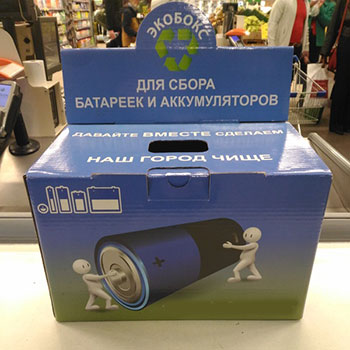 ЭКОБОКС
ДЛЯ СБОРА
БАТАРЕЕК И АККУМУЛЯТОРОВ
ДАВАЙТЕ ВМЕСТЕ СДЕЛАЕМ
НАШ ГОРОД ЧИЩЕ
+